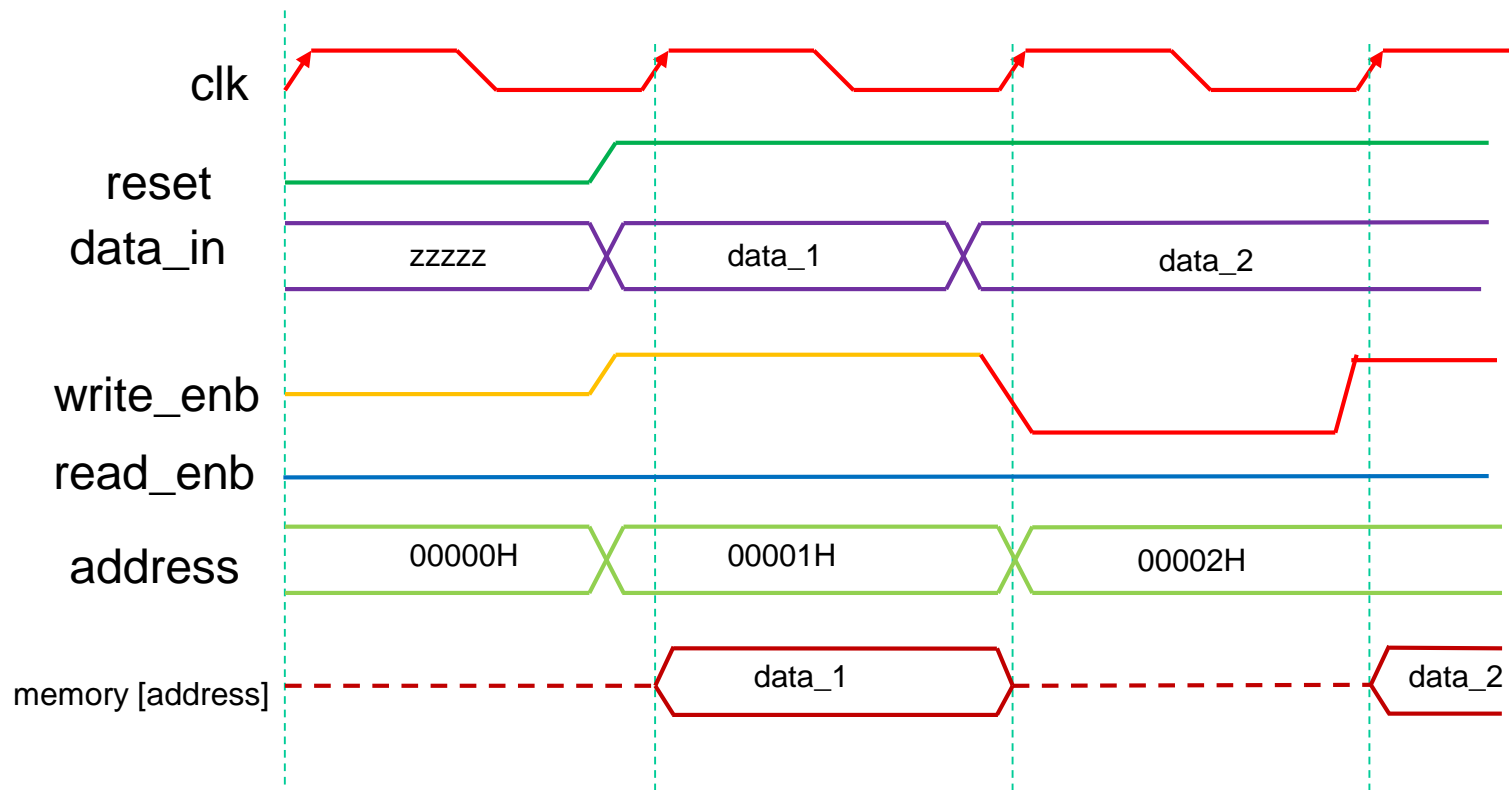 clk
reset
data_in zzzzz data_1 data_2
write_enb
read_enb
address 00000H 00001H 00002H
memory [address] data_1 data_2